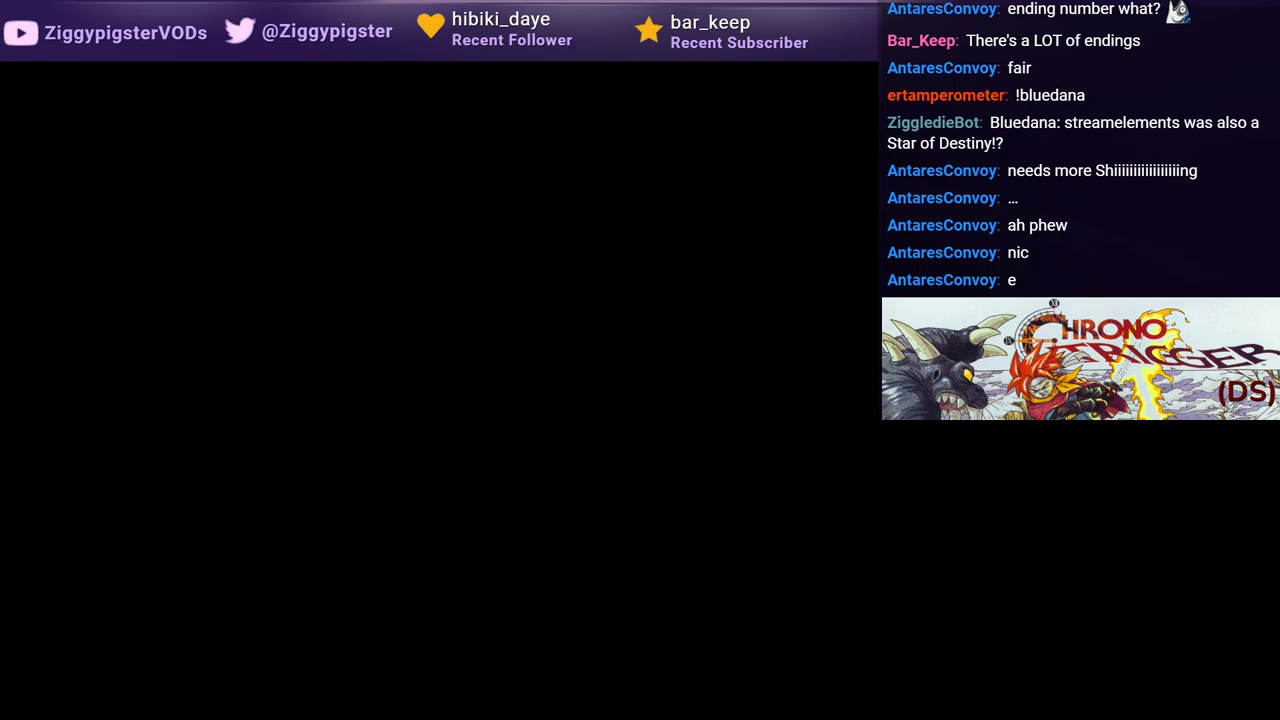 ZiggypigsterVODs
@Ziggypigster
hibiki_daye
Recent Follower
bar_keep
Recent Subscriber
AntaresConvoy: ending number what?
Bar_Keep: There's a LOT of endings
AntaresConvoy: fair
ertamperometer: !bluedana
ZiggledieBot: Bluedana: streamelements was also a
Star of Destiny!?
AntaresConvoy: needs more Shiiiiiiiiiiiiiiiiing
AntaresConvoy: ...
AntaresConvoy: ah phew
AntaresConvoy: nic
AntaresConvoy: e
CHRONO
TRIGGER
(DS)